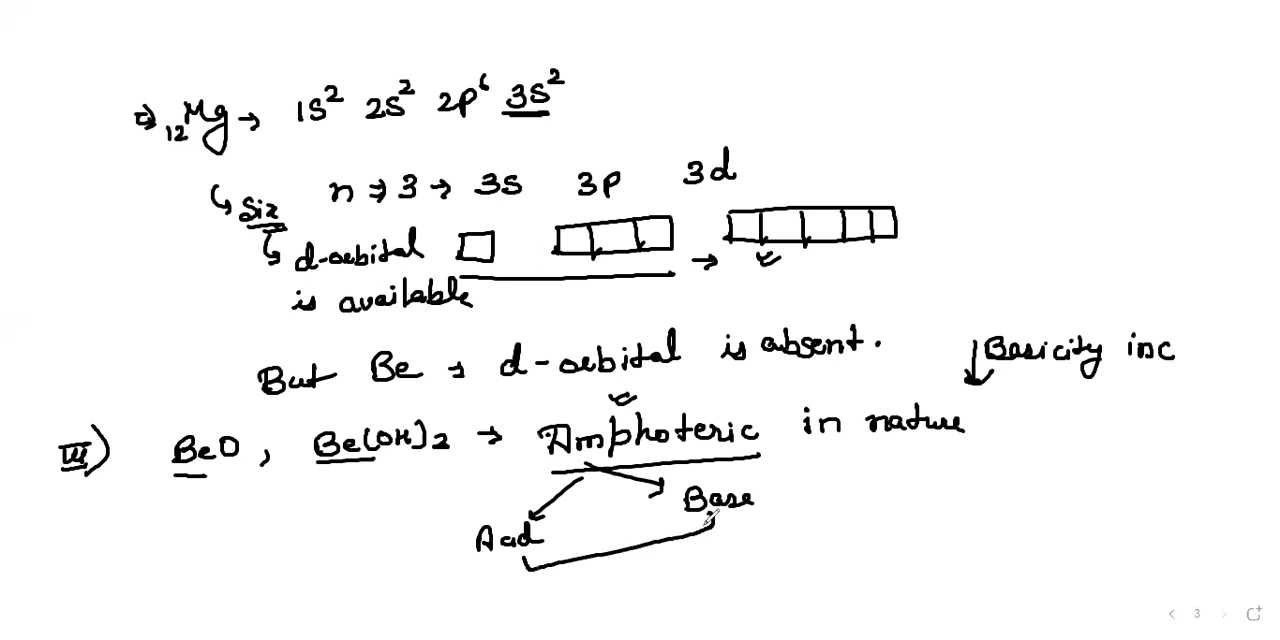 ⇒ ₁₂Mg → 1S² 2S² 2p⁶ 3S²
n ⇒ 3 → 3s 3p 3d
↳ Siz
↳ d-orbital
is available
But Be → d-orbital is absent.
↓ Basicity inc
III) BeO, Be(OH)₂ → Amphoteric in nature
Base
Acid
3